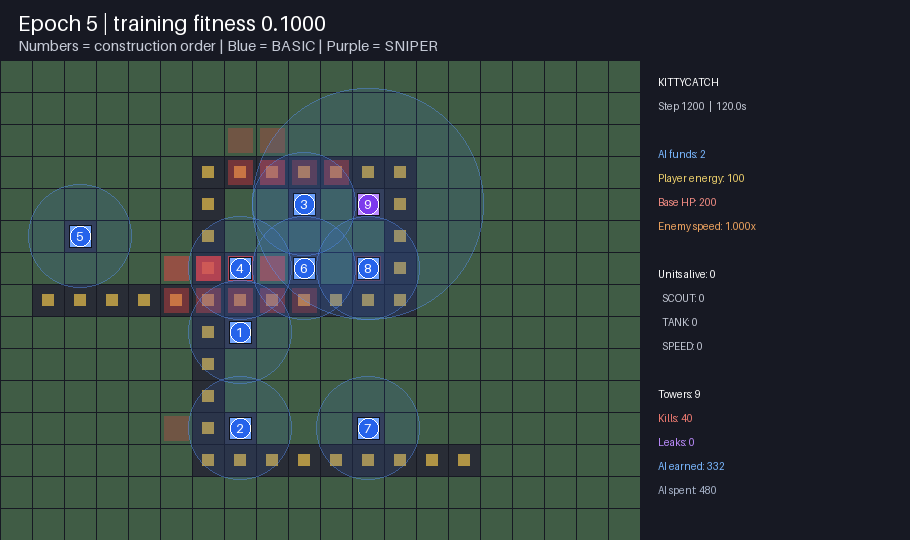 Epoch 5 | training fitness 0.1000
Numbers = construction order | Blue = BASIC | Purple = SNIPER
KITTYCATCH
Step 1200 | 120.0s
AI funds: 2
Player energy: 100
Base HP: 200
Enemy speed: 1.000x
Units alive: 0
SCOUT: 0
TANK: 0
SPEED: 0
Towers: 9
Kills: 40
Leaks: 0
AI earned: 332
AI spent: 480
3
9
5
4
6
8
1
2
7